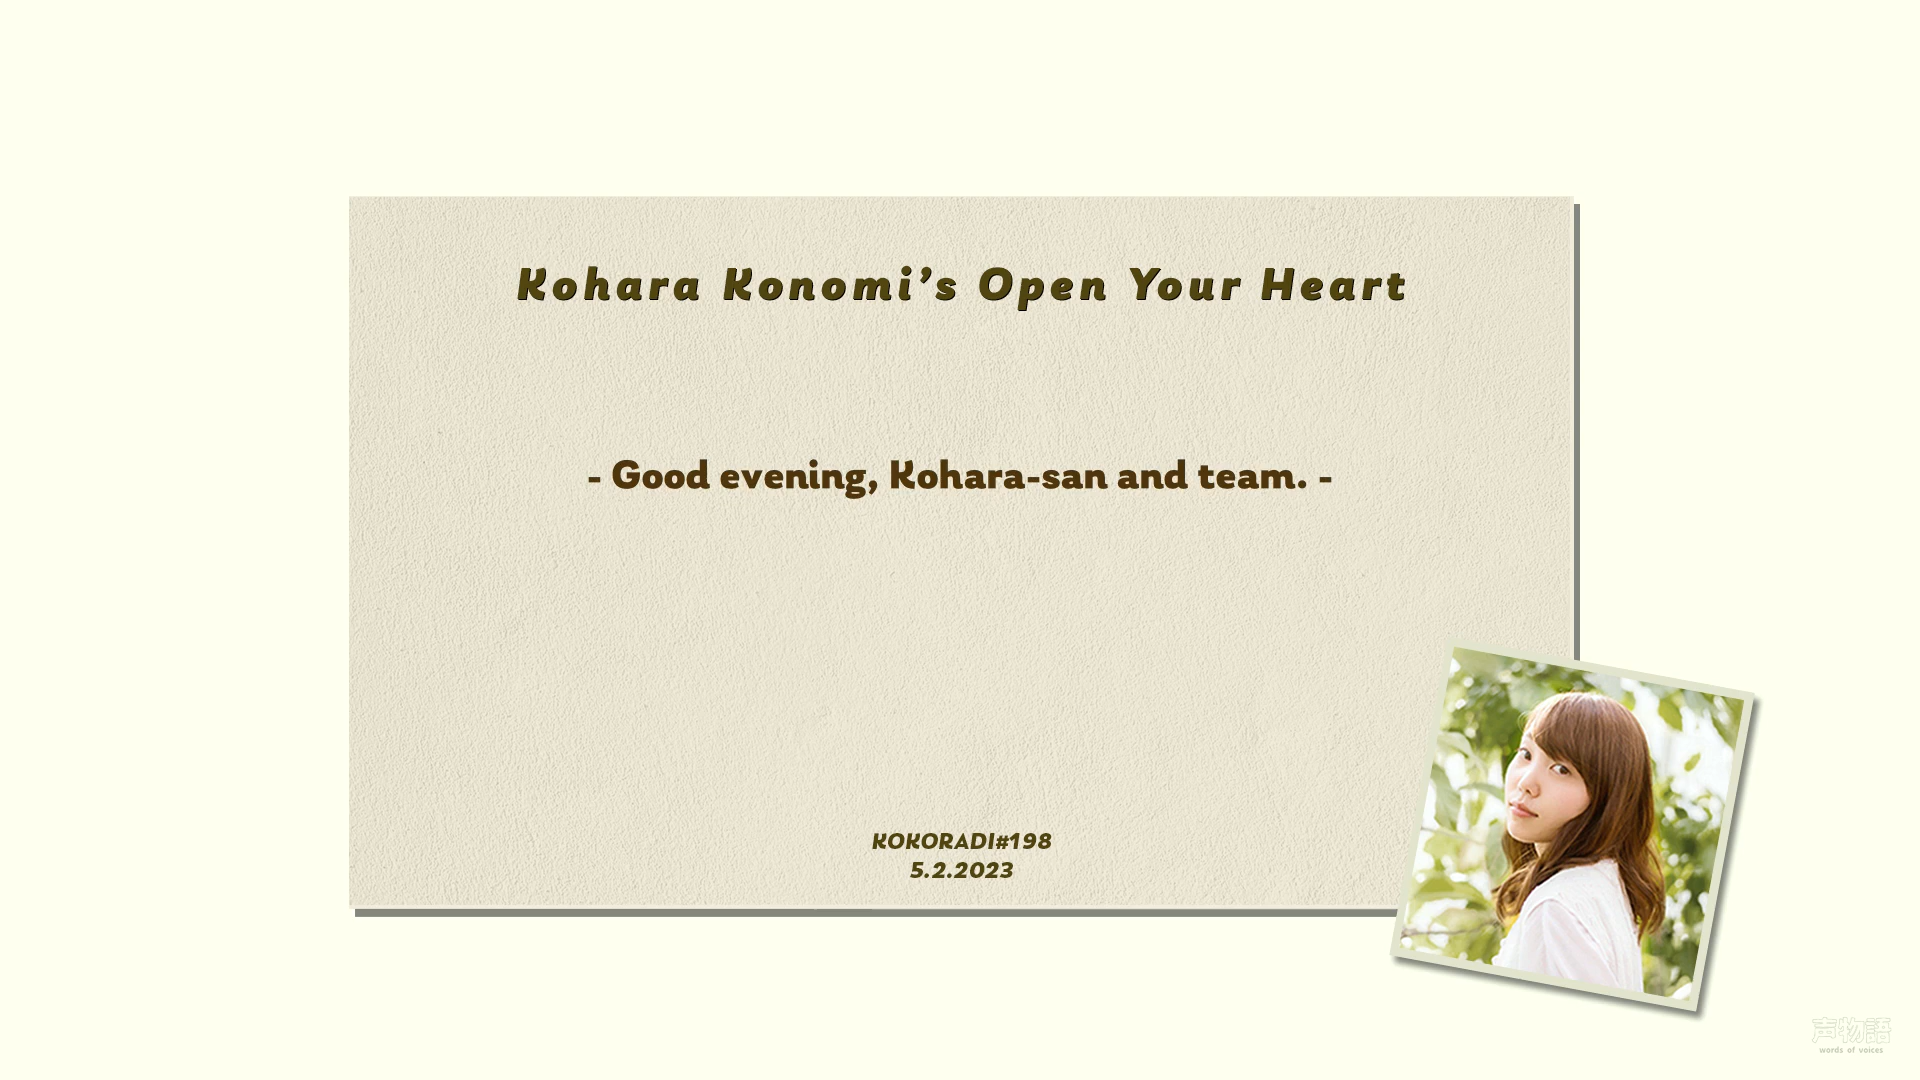 Kohara Konomi’s Open Your Heart
- Good evening, Kohara-san and team. -
KOKORADI#198
5.2.2023
声物語
words of voices